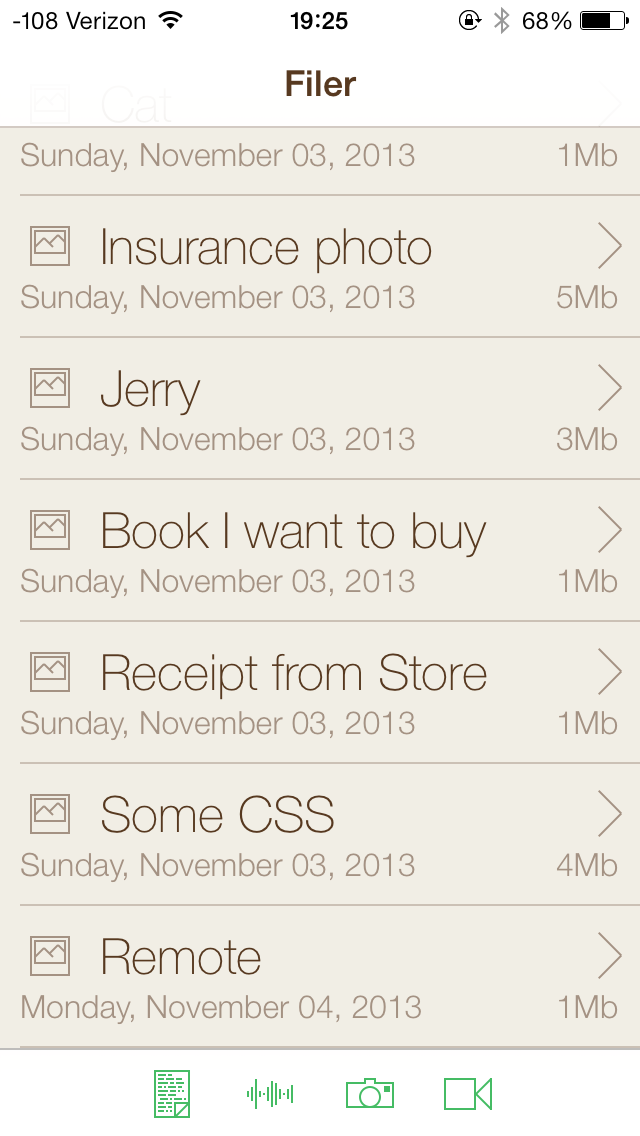 -108 Verizon 19:25 68%
Filer
Cat
Sunday, November 03, 2013 1Mb
Insurance photo
Sunday, November 03, 2013 5Mb
Jerry
Sunday, November 03, 2013 3Mb
Book I want to buy
Sunday, November 03, 2013 1Mb
Receipt from Store
Sunday, November 03, 2013 1Mb
Some CSS
Sunday, November 03, 2013 4Mb
Remote
Monday, November 04, 2013 1Mb